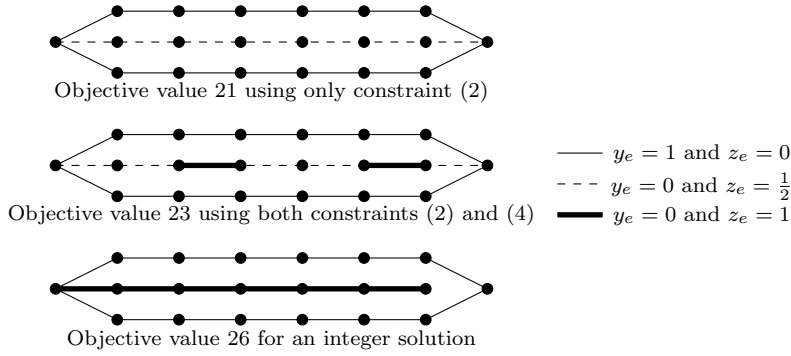 Objective value 21 using only constraint (2)
Objective value 23 using both constraints (2) and (4)
Objective value 26 for an integer solution
y_e = 1 and z_e = 0
y_e = 0 and z_e = 1/2
y_e = 0 and z_e = 1